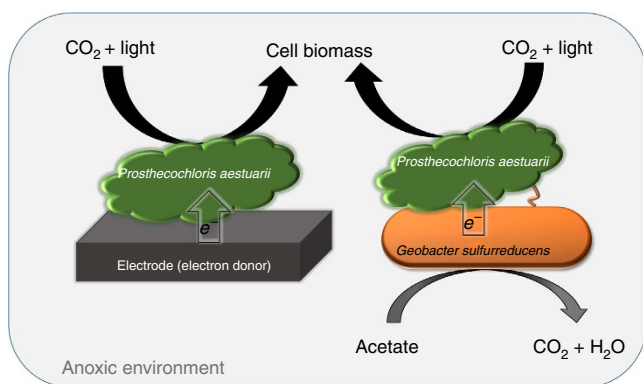 CO₂ + light
Cell biomass
CO₂ + light
Prosthecochloris aestuarii
Prosthecochloris aestuarii
e⁻
e⁻
Electrode (electron donor)
Geobacter sulfurreducens
Acetate
CO₂ + H₂O
Anoxic environment